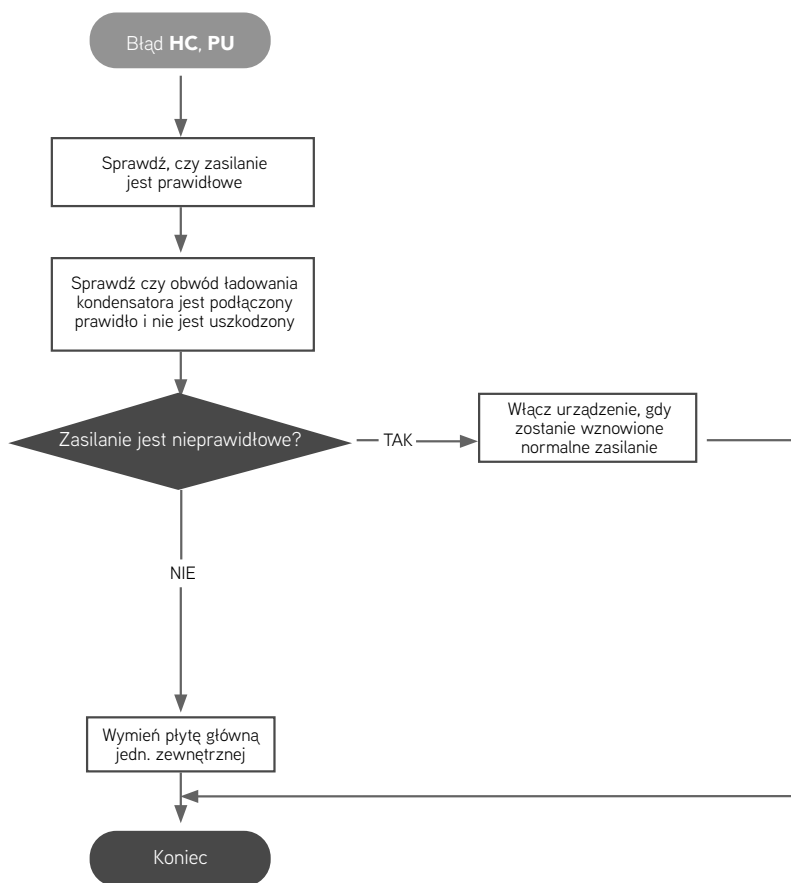 Błąd HC, PU
Sprawdź, czy zasilanie
jest prawidłowe
Sprawdź czy obwód ładowania
kondensatora jest podłączony
prawidło i nie jest uszkodzony
Zasilanie jest nieprawidłowe?
TAK
Włącz urządzenie, gdy
zostanie wznowione
normalne zasilanie
NIE
Wymień płytę główną
jedn. zewnętrznej
Koniec